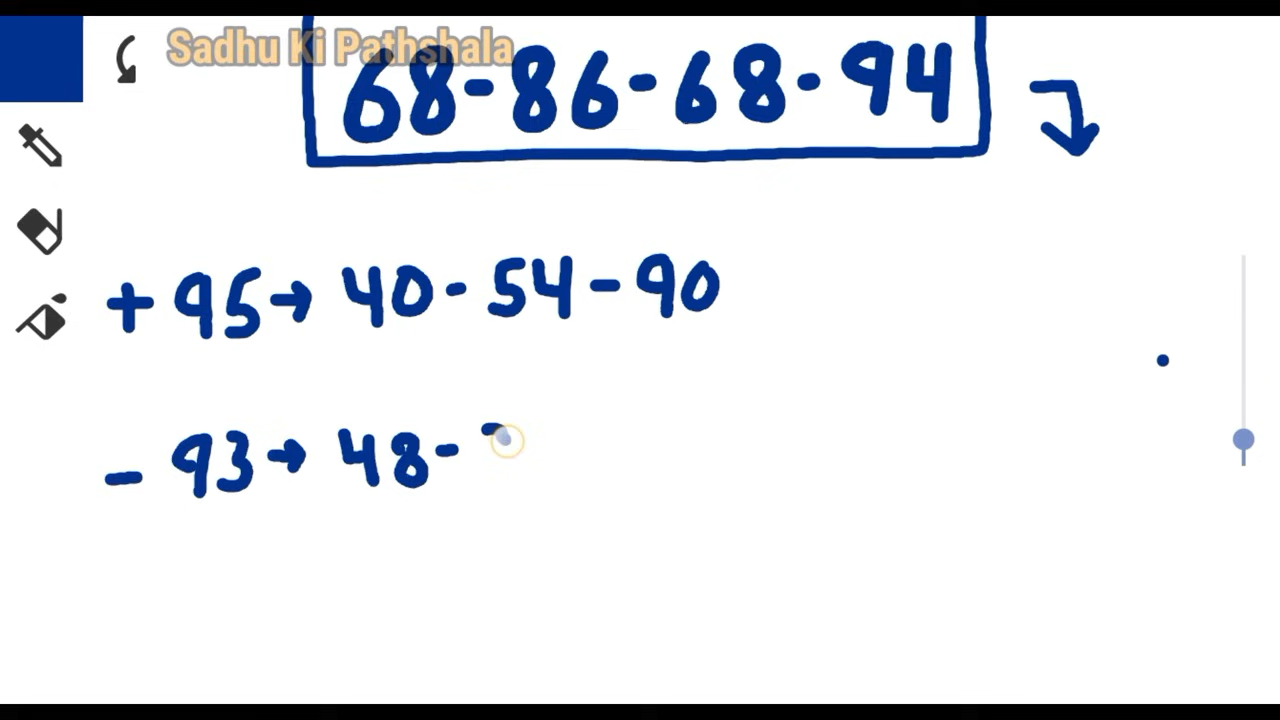 Sadhu Ki Pathshala
68-86-68-94
+ 95→ 40-54-90
- 93→ 48-